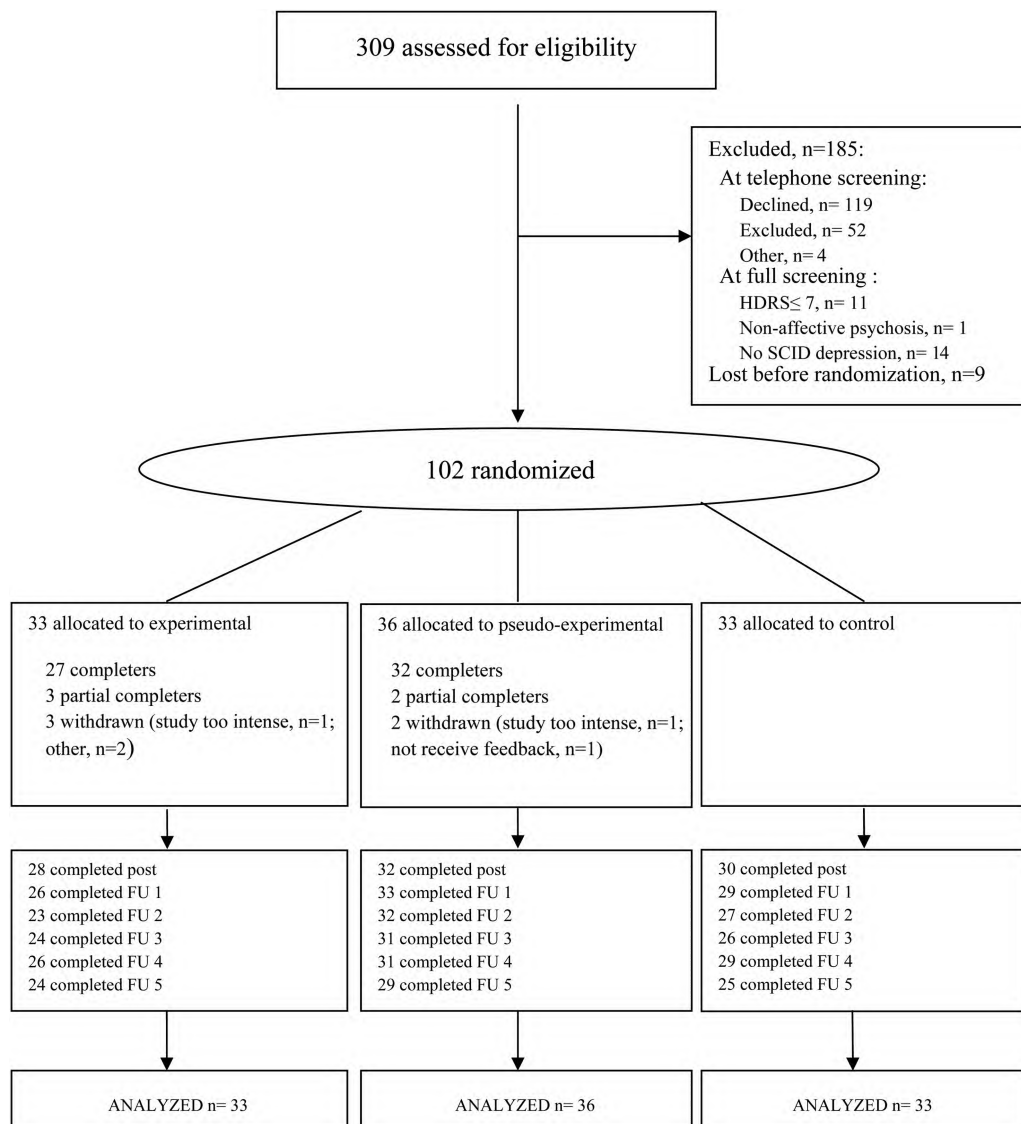 309 assessed for eligibility
Excluded, n=185:
At telephone screening:
Declined, n= 119
Excluded, n= 52
Other, n= 4
At full screening :
HDRS≤ 7, n= 11
Non-affective psychosis, n= 1
No SCID depression, n= 14
Lost before randomization, n=9
102 randomized
33 allocated to experimental
27 completers
3 partial completers
3 withdrawn (study too intense, n=1;
other, n=2)
36 allocated to pseudo-experimental
32 completers
2 partial completers
2 withdrawn (study too intense, n=1;
not receive feedback, n=1)
33 allocated to control
28 completed post
26 completed FU 1
23 completed FU 2
24 completed FU 3
26 completed FU 4
24 completed FU 5
32 completed post
33 completed FU 1
32 completed FU 2
31 completed FU 3
31 completed FU 4
29 completed FU 5
30 completed post
29 completed FU 1
27 completed FU 2
26 completed FU 3
29 completed FU 4
25 completed FU 5
ANALYZED n= 33
ANALYZED n= 36
ANALYZED n= 33